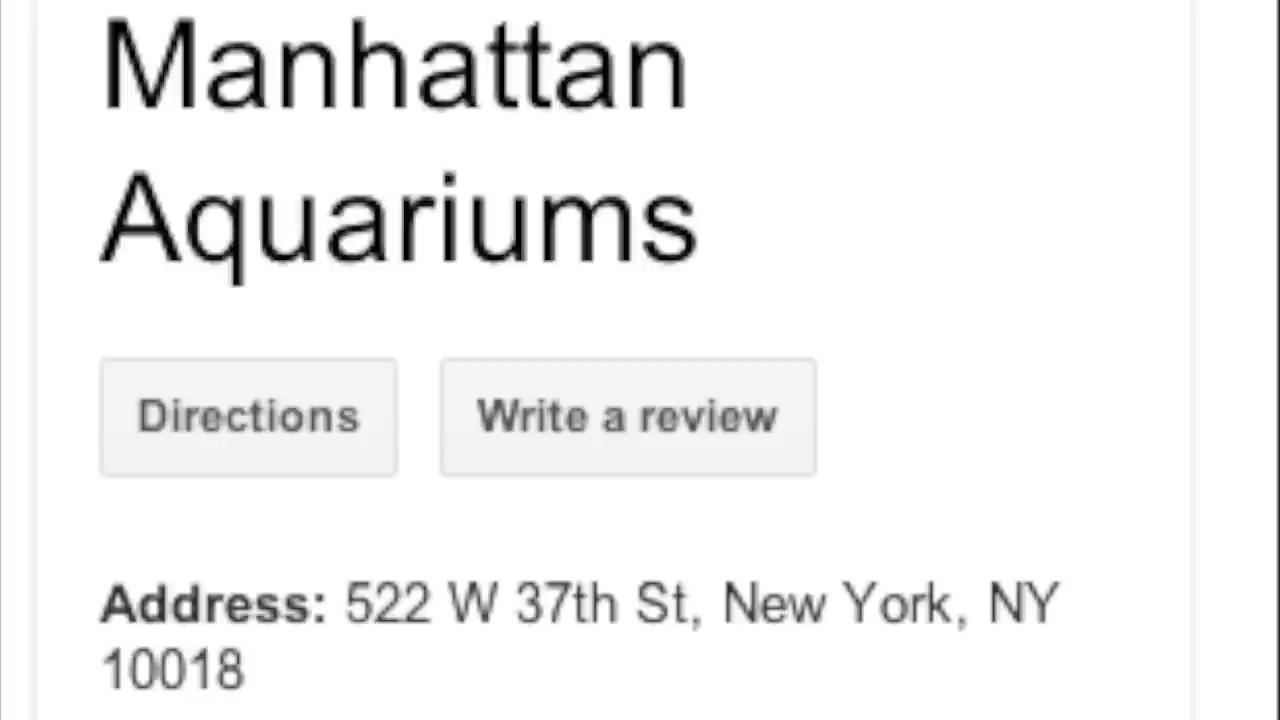 Manhattan
Aquariums
Directions
Write a review
Address: 522 W 37th St, New York, NY
10018